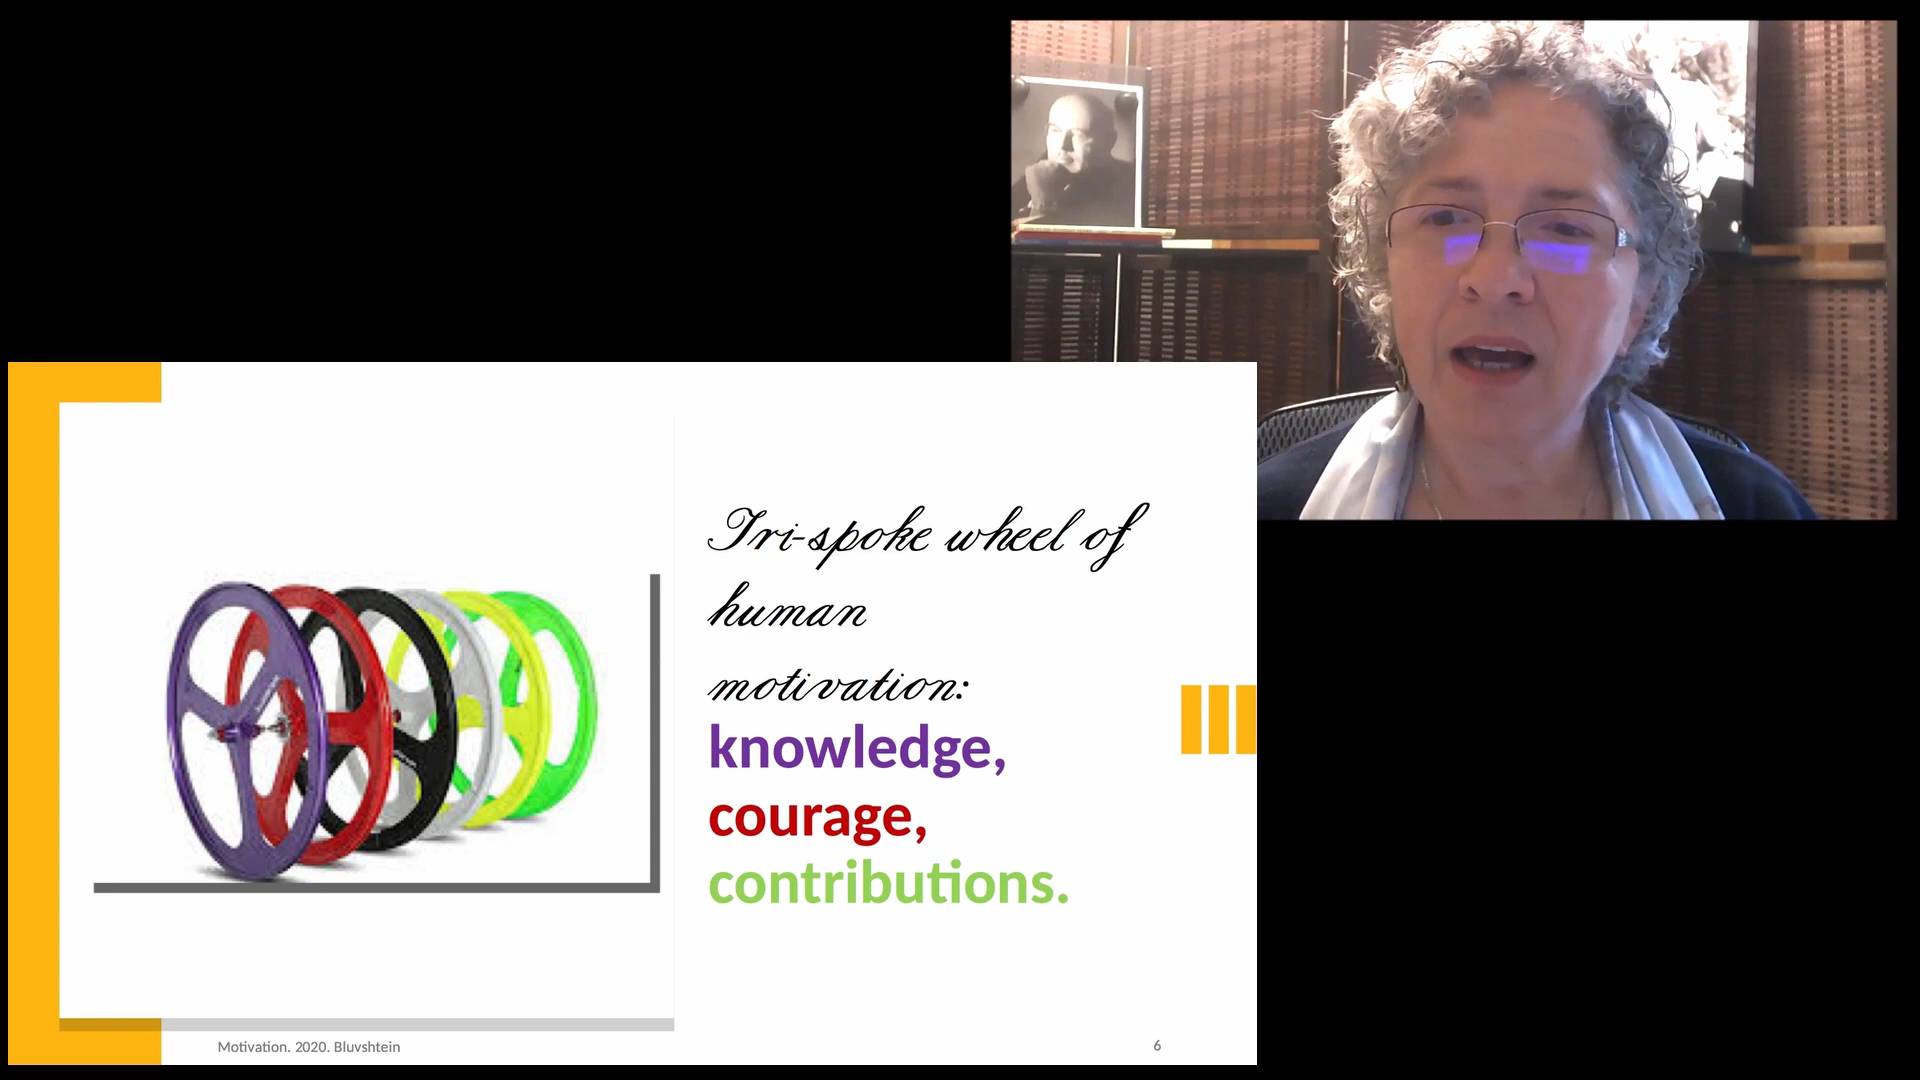 Tri-spoke wheel of
human
motivation:
knowledge,
courage,
contributions.
Motivation. 2020. Bluvshtein
6